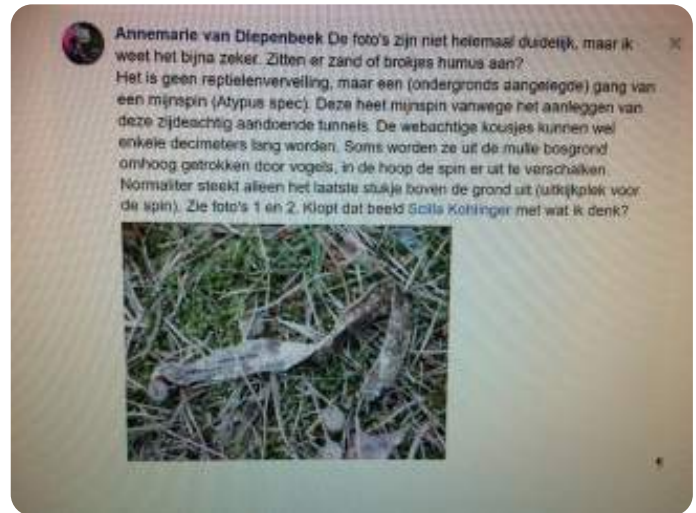 Annemarie van Diepenbeek De foto's zijn niet helemaal duidelijk, maar ik
weet het bijna zeker. Zitten er zand of brokjes humus aan?
Het is geen reptielenvervelling, maar een (ondergronds aangelegde) gang van
een mijnspin (Atypus spec). Deze heet mijnspin vanwege het aanleggen van
deze zijdeachtig aandoende tunnels. De webachtige kousjes kunnen wel
enkele decimeters lang worden. Soms worden ze uit de mulle bosgrond
omhoog getrokken door vogels, in de hoop de spin er uit te verschalken.
Normaliter steekt alleen het laatste stukje boven de grond uit (uitkijkplek voor
de spin). Zie foto's 1 en 2. Klopt dat beeld Scilla Kohlinger met wat ik denk?